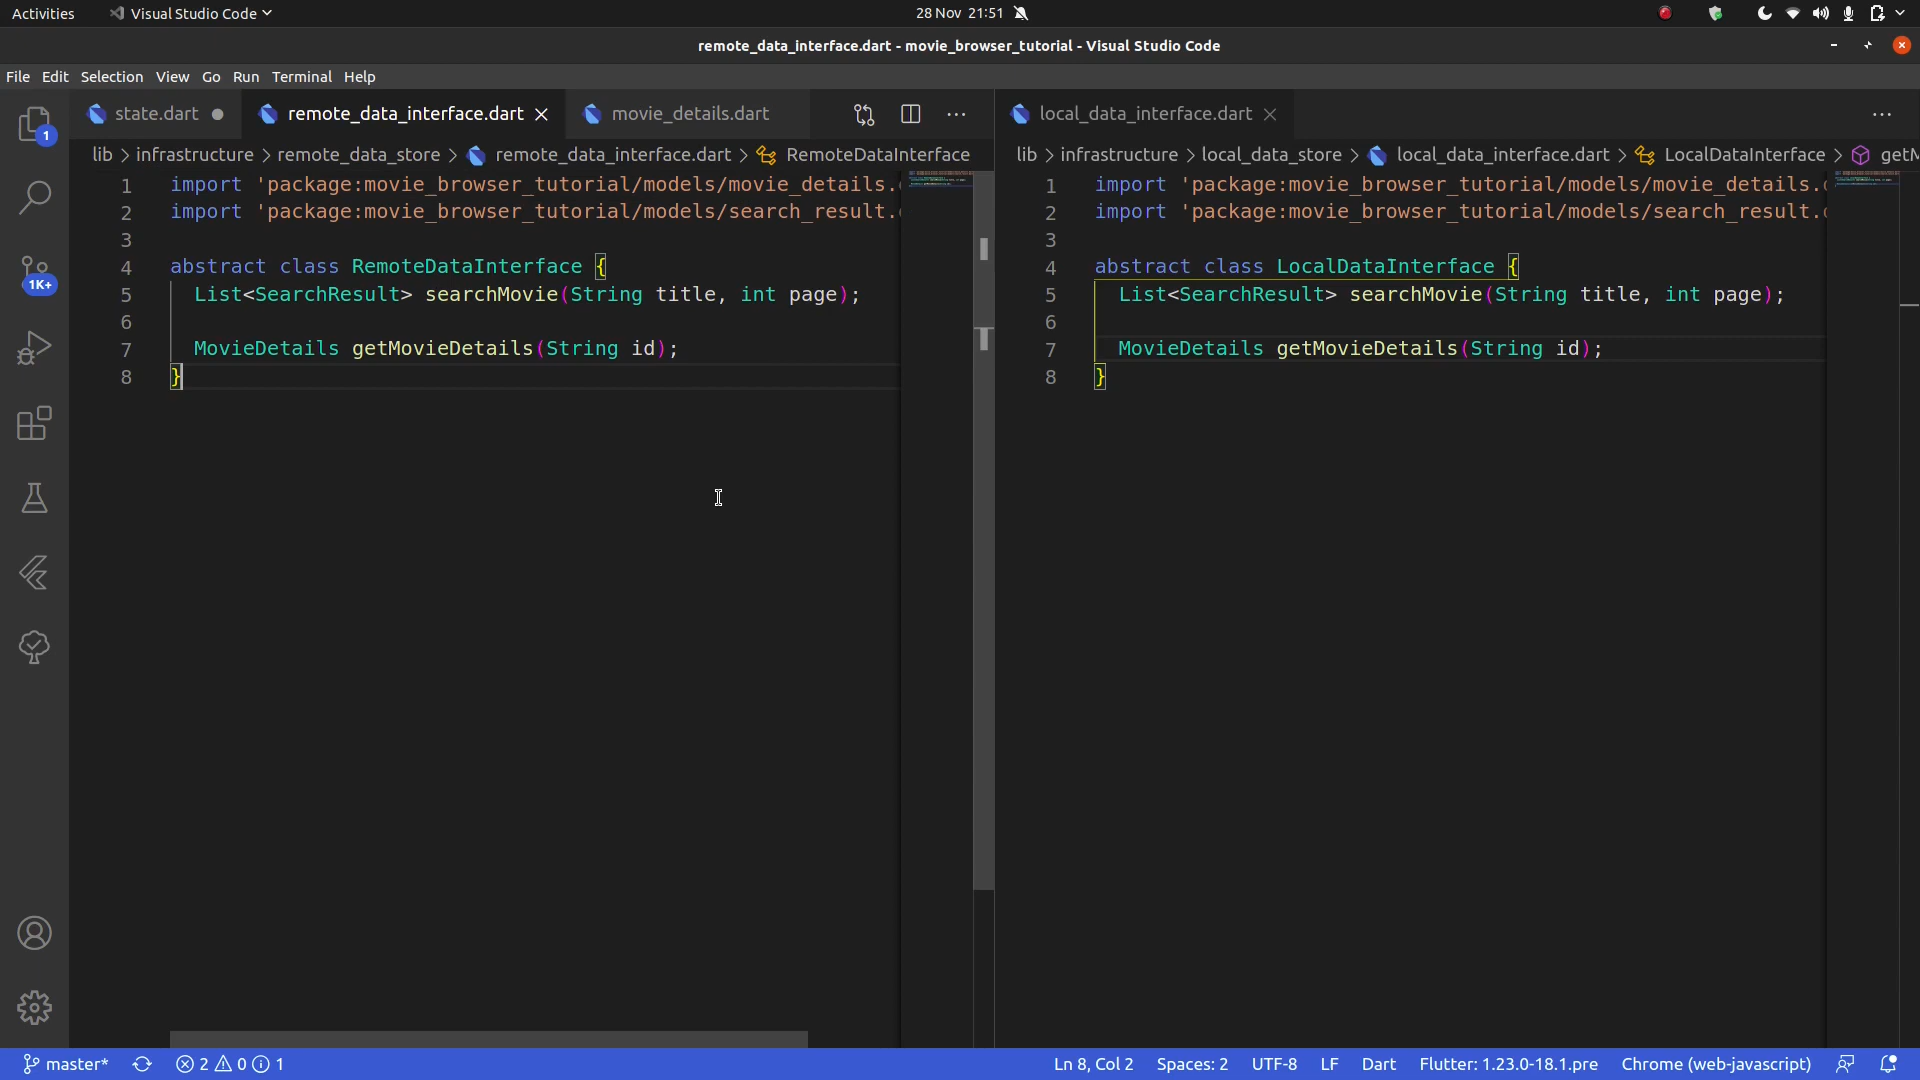 Activities Visual Studio Code 28 Nov 21:51
remote_data_interface.dart - movie_browser_tutorial - Visual Studio Code
File Edit Selection View Go Run Terminal Help
state.dart remote_data_interface.dart movie_details.dart ···
lib > infrastructure > remote_data_store > remote_data_interface.dart > RemoteDataInterface
1 import 'package:movie_browser_tutorial/models/movie_details.
2 import 'package:movie_browser_tutorial/models/search_result.
3
4 abstract class RemoteDataInterface {
5 List<SearchResult> searchMovie(String title, int page);
6
7 MovieDetails getMovieDetails(String id);
8 }
local_data_interface.dart ···
lib > infrastructure > local_data_store > local_data_interface.dart > LocalDataInterface > getM
1 import 'package:movie_browser_tutorial/models/movie_details.
2 import 'package:movie_browser_tutorial/models/search_result.
3
4 abstract class LocalDataInterface {
5 List<SearchResult> searchMovie(String title, int page);
6
7 MovieDetails getMovieDetails(String id);
8 }
1
1K+
master* 2 0 1 Ln 8, Col 2 Spaces: 2 UTF-8 LF Dart Flutter: 1.23.0-18.1.pre Chrome (web-javascript)